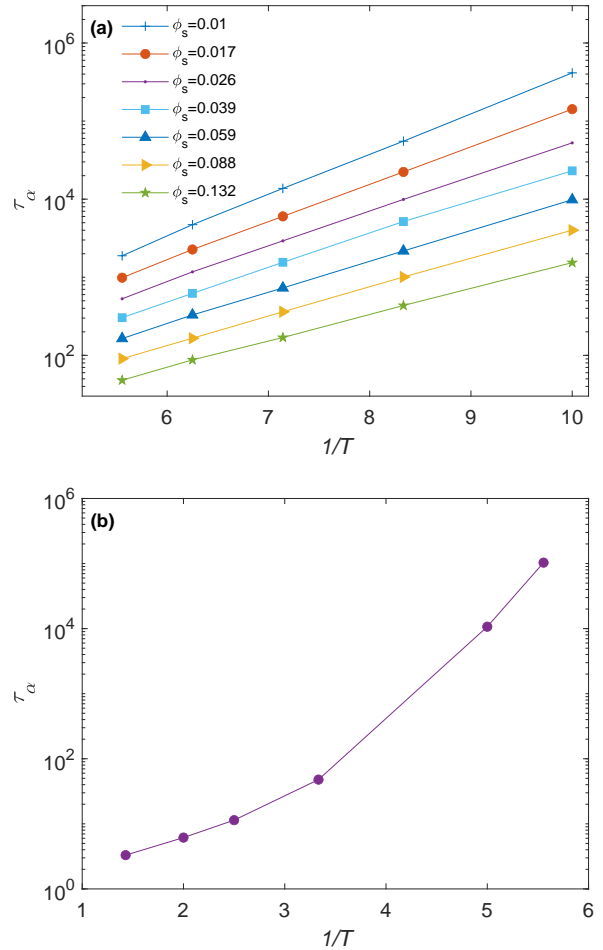 (a)
ϕs=0.01
ϕs=0.017
ϕs=0.026
ϕs=0.039
ϕs=0.059
ϕs=0.088
ϕs=0.132
10^6
10^4
10^2
τα
6 7 8 9 10
1/T
(b)
10^6
10^4
10^2
10^0
τα
1 2 3 4 5 6
1/T